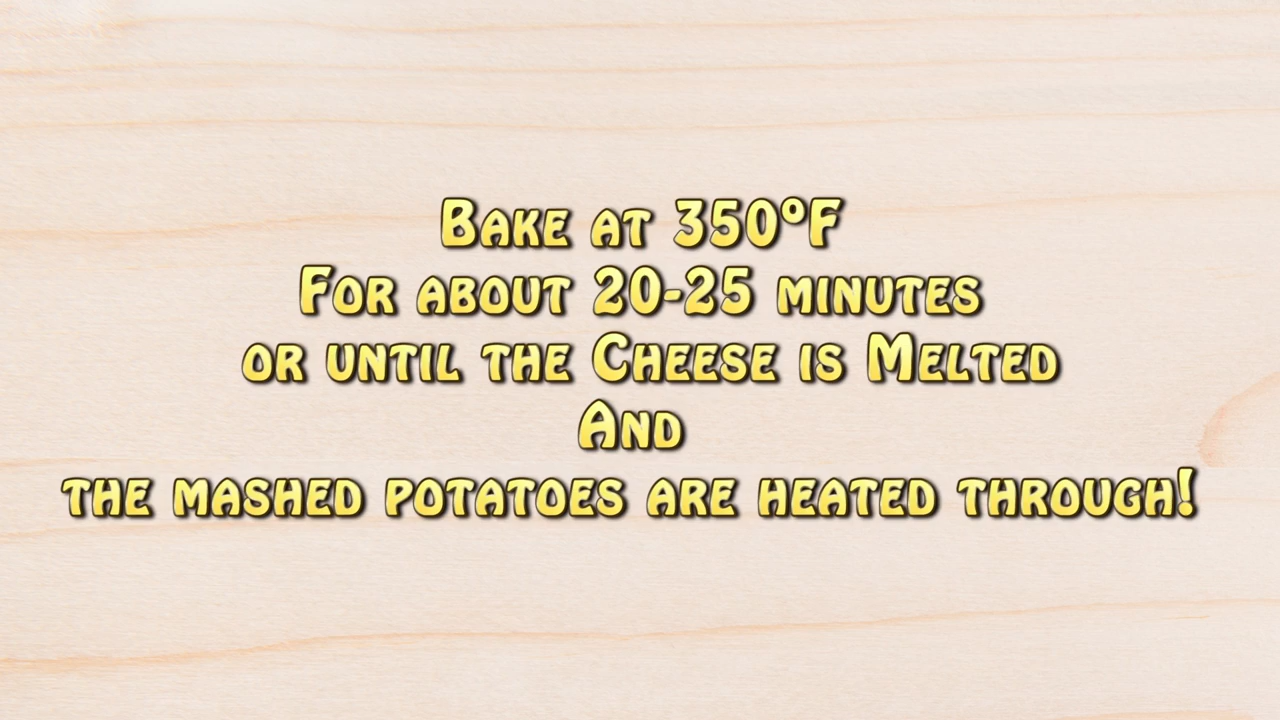 Bake at 350°F
For about 20-25 minutes
or until the Cheese is Melted
And
the mashed potatoes are heated through!